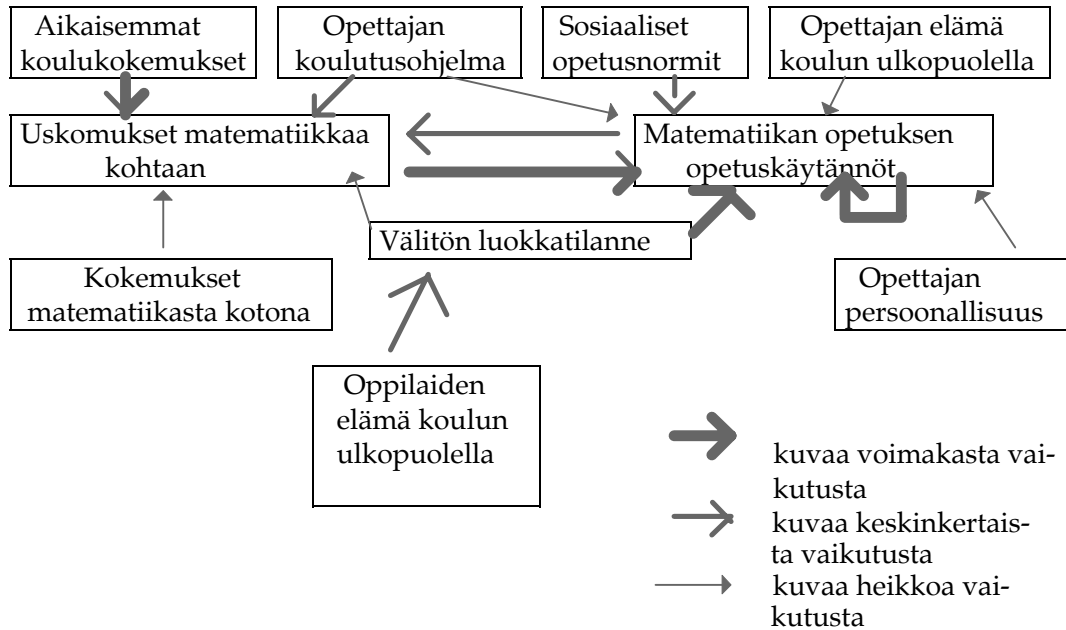 Aikaisemmat
koulukokemukset
Opettajan
koulutusohjelma
Sosiaaliset
opetusnormit
Opettajan elämä
koulun ulkopuolella
Uskomukset matematiikkaa
kohtaan
Matematiikan opetuksen
opetuskäytännöt
Välitön luokkatilanne
Kokemukset
matematiikasta kotona
Opettajan
persoonallisuus
Oppilaiden
elämä koulun
ulkopuolella
kuvaa voimakasta vai-
kutusta
kuvaa keskinkertais-
ta vaikutusta
kuvaa heikkoa vai-
kutusta